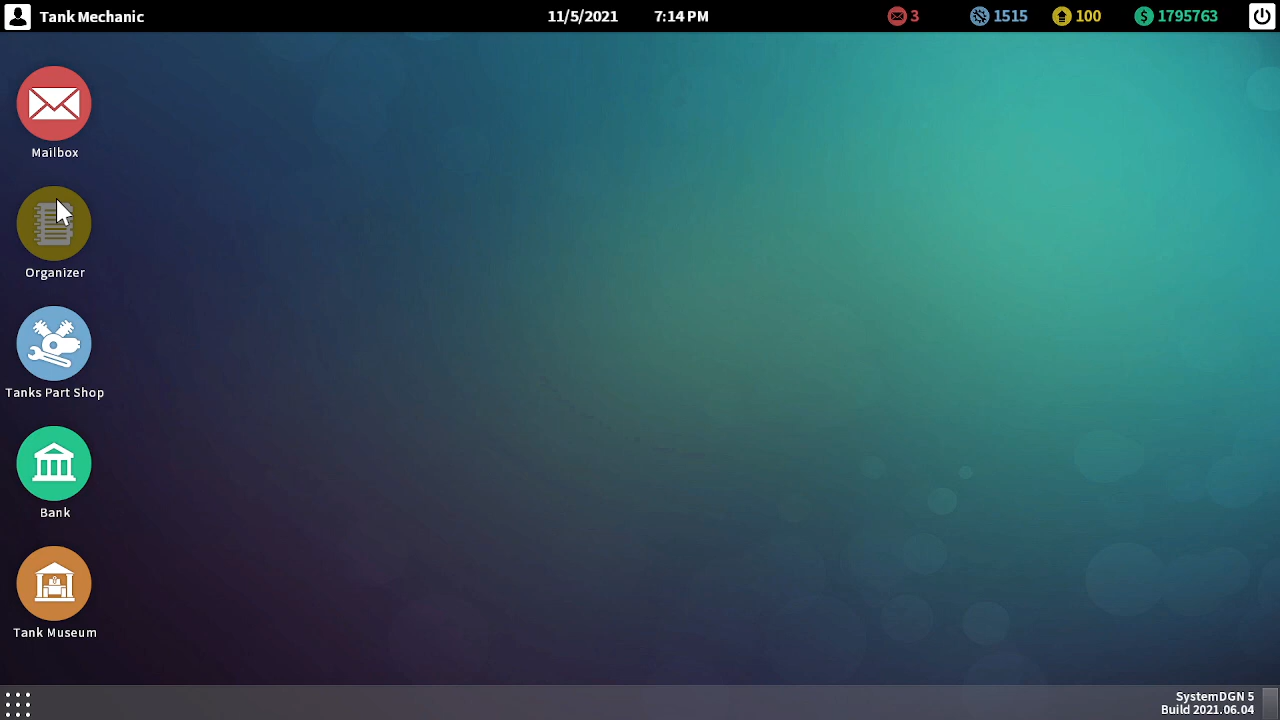 Tank Mechanic
11/5/2021 7:14 PM
3 1515 100 $ 1795763
Mailbox
Organizer
Tanks Part Shop
Bank
Tank Museum
SystemDGN 5
Build 2021.06.04